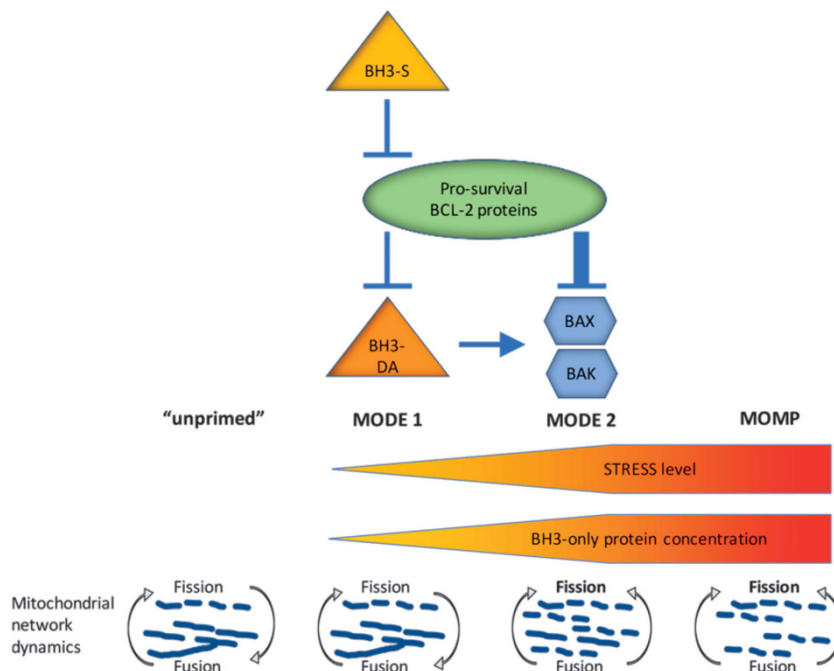 BH3-S
Pro-survival
BCL-2 proteins
BH3-
DA
BAX
BAK
"unprimed"
MODE 1
MODE 2
MOMP
STRESS level
BH3-only protein concentration
Mitochondrial
network
dynamics
Fission
Fusion
Fission
Fusion
Fission
Fusion
Fission
Fusion